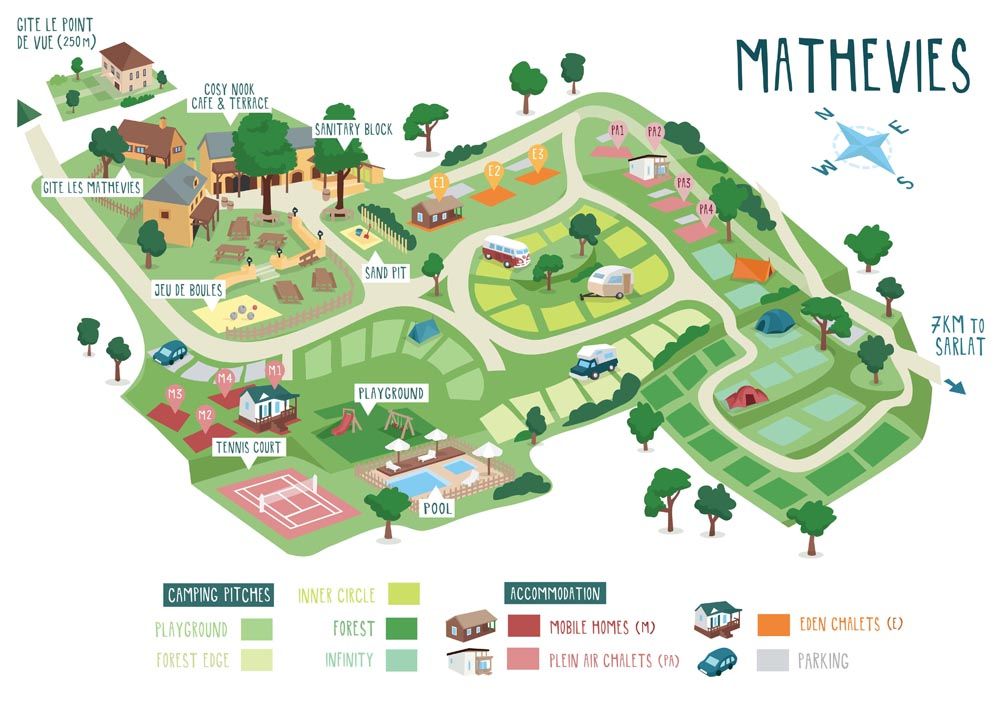 GITE LE POINT
DE VUE (250M)
MATHEVIES
COSY NOOK
CAFE & TERRACE
SANITARY BLOCK
N
E
W
S
PA1
PA2
E1
E2
E3
PA3
PA4
GITE LES MATHEVIES
SAND PIT
JEU DE BOULES
7KM TO
SARLAT
M3
M4
M1
M2
PLAYGROUND
TENNIS COURT
POOL
CAMPING PITCHES
INNER CIRCLE
PLAYGROUND
FOREST
FOREST EDGE
INFINITY
ACCOMMODATION
MOBILE HOMES (M)
EDEN CHALETS (E)
PLEIN AIR CHALETS (PA)
PARKING